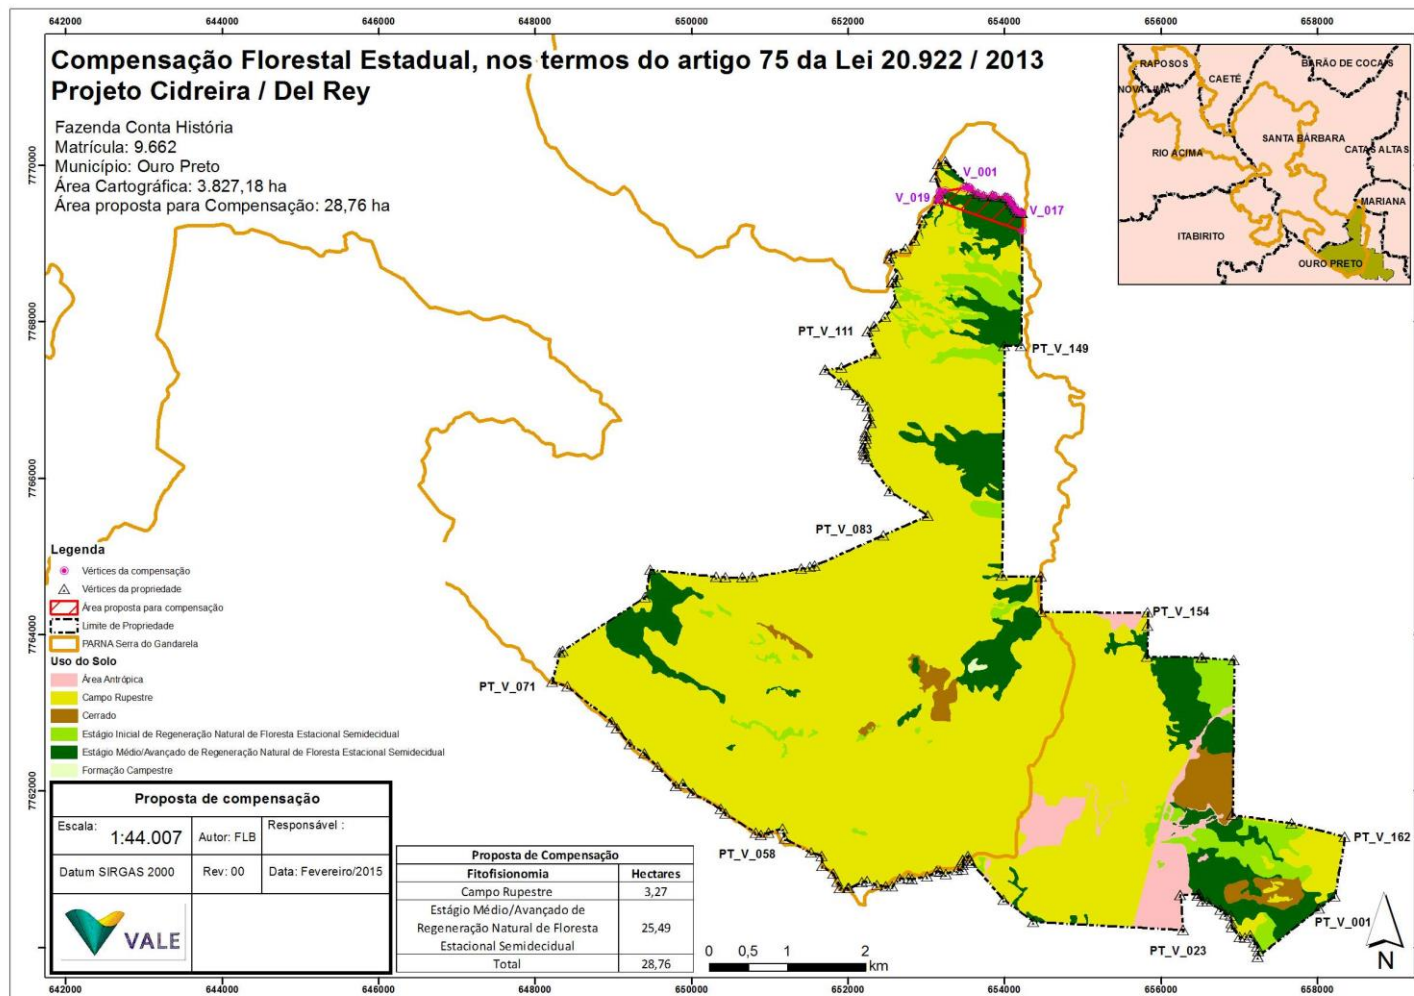 642000
644000
646000
648000
650000
652000
654000
656000
658000
Compensação Florestal Estadual, nos termos do artigo 75 da Lei 20.922 / 2013
Projeto Cidreira / Del Rey
Fazenda Conta História
Matrícula: 9.662
Município: Ouro Preto
Área Cartográfica: 3.827,18 ha
Área proposta para Compensação: 28,76 ha
RAPOSOS
BARÃO DE COCAIS
CAETÉ
NOVA LIMA
SANTA BÁRBARA
RIO ACIMA
CATAS ALTAS
MARIANA
ITABIRITO
OURO PRETO
7770000
7768000
7766000
7764000
7762000
V_001
V_019
V_017
PT_V_111
PT_V_149
PT_V_083
PT_V_154
PT_V_071
PT_V_058
PT_V_162
PT_V_001
PT_V_023
Legenda
Vértices da compensação
Vértices da propriedade
Área proposta para compensação
Limite de Propriedade
PARNA Serra do Gandarela
Uso do Solo
Área Antrópica
Campo Rupestre
Cerrado
Estágio Inicial de Regeneração Natural de Floresta Estacional Semidecidual
Estágio Médio/Avançado de Regeneração Natural de Floresta Estacional Semidecidual
Formação Campestre
Proposta de compensação
Escala: 1:44.007
Autor: FLB
Responsável :
Datum SIRGAS 2000
Rev: 00
Data: Fevereiro/2015
VALE
Proposta de Compensação
Fitofisionomia Hectares
Campo Rupestre 3,27
Estágio Médio/Avançado de
Regeneração Natural de Floresta 25,49
Estacional Semidecidual
Total 28,76
0 0,5 1 2
km
N
642000
644000
646000
648000
650000
652000
654000
656000
658000